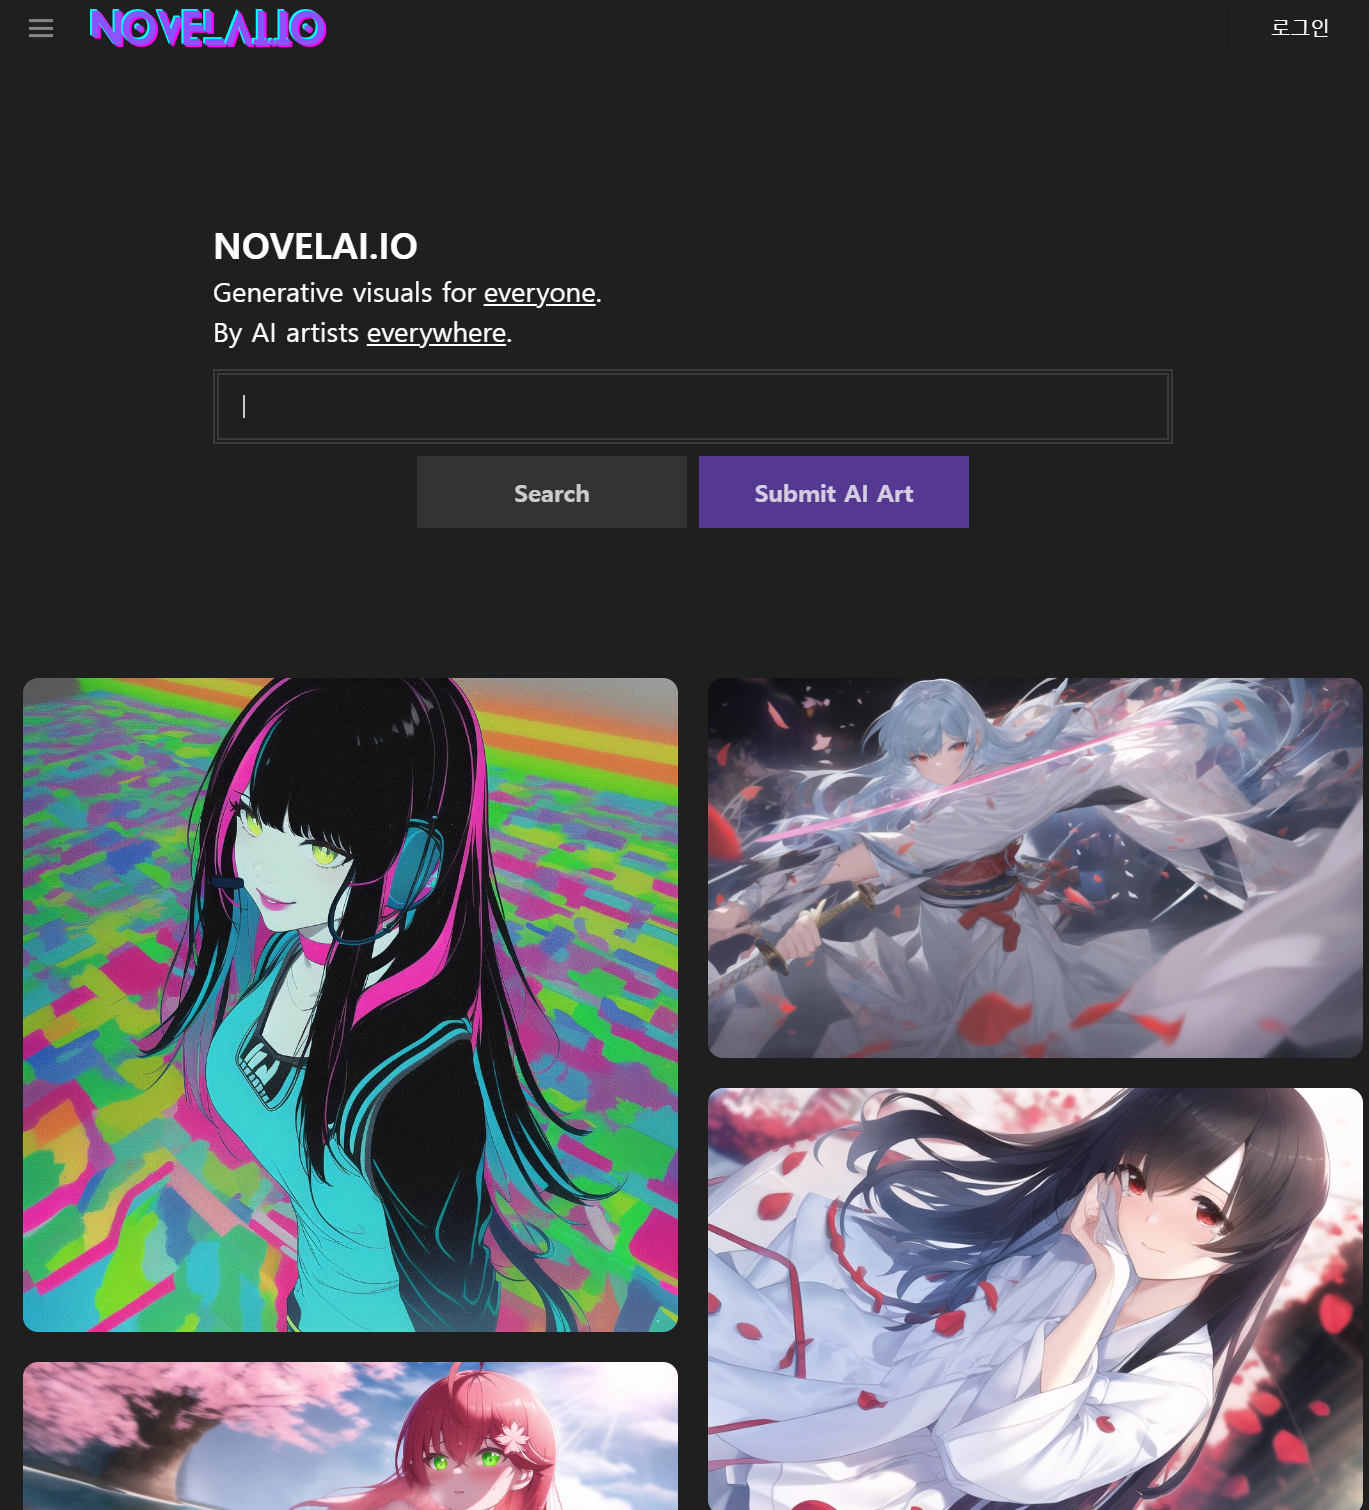 NOVELAI.IO
로그인
NOVELAI.IO
Generative visuals for everyone.
By AI artists everywhere.
Search
Submit AI Art